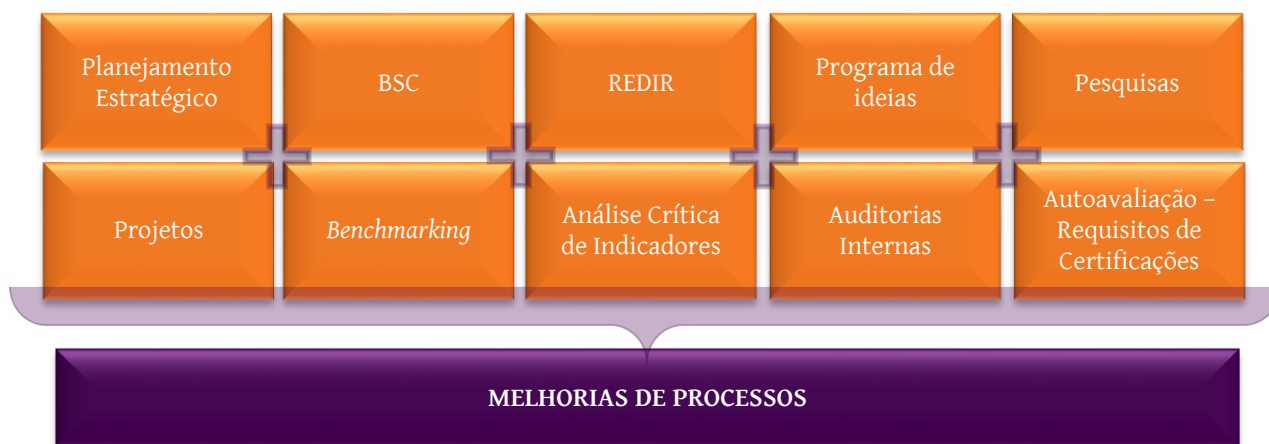 Planejamento
Estratégico
BSC
REDIR
Programa de
ideias
Pesquisas
Projetos
Benchmarking
Análise Crítica
de Indicadores
Auditorias
Internas
Autoavaliação –
Requisitos de
Certificações
MELHORIAS DE PROCESSOS